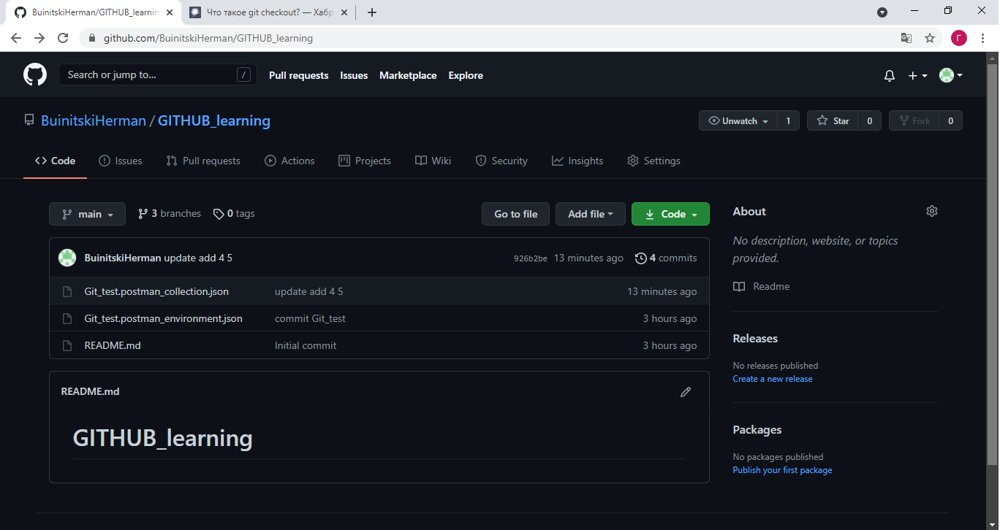 BuinitskiHerman/GITHUB_learnin
Что такое git checkout? — Хабр
github.com/BuinitskiHerman/GITHUB_learning
Г
Search or jump to...
/
Pull requests Issues Marketplace Explore
BuinitskiHerman / GITHUB_learning
Unwatch 1 Star 0 Fork 0
Code Issues Pull requests Actions Projects Wiki Security Insights Settings
main 3 branches 0 tags Go to file Add file Code
BuinitskiHerman update add 4 5 926b2be 13 minutes ago 4 commits
Git_test.postman_collection.json update add 4 5 13 minutes ago
Git_test.postman_environment.json commit Git_test 3 hours ago
README.md Initial commit 3 hours ago
README.md
GITHUB_learning
About
No description, website, or topics
provided.
Readme
Releases
No releases published
Create a new release
Packages
No packages published
Publish your first package